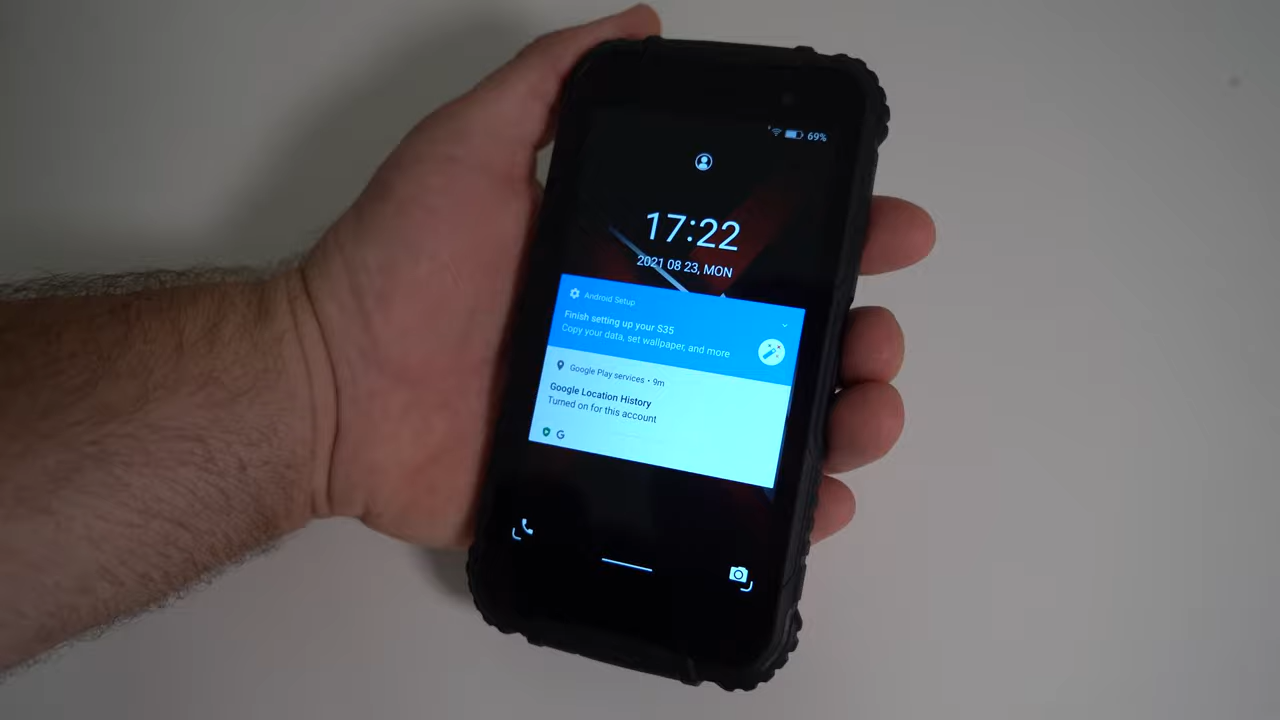 69%
17:22
2021 08 23, MON
Android Setup
Finish setting up your S35
Copy your data, set wallpaper, and more
Google Play services • 9m
Google Location History
Turned on for this account
G